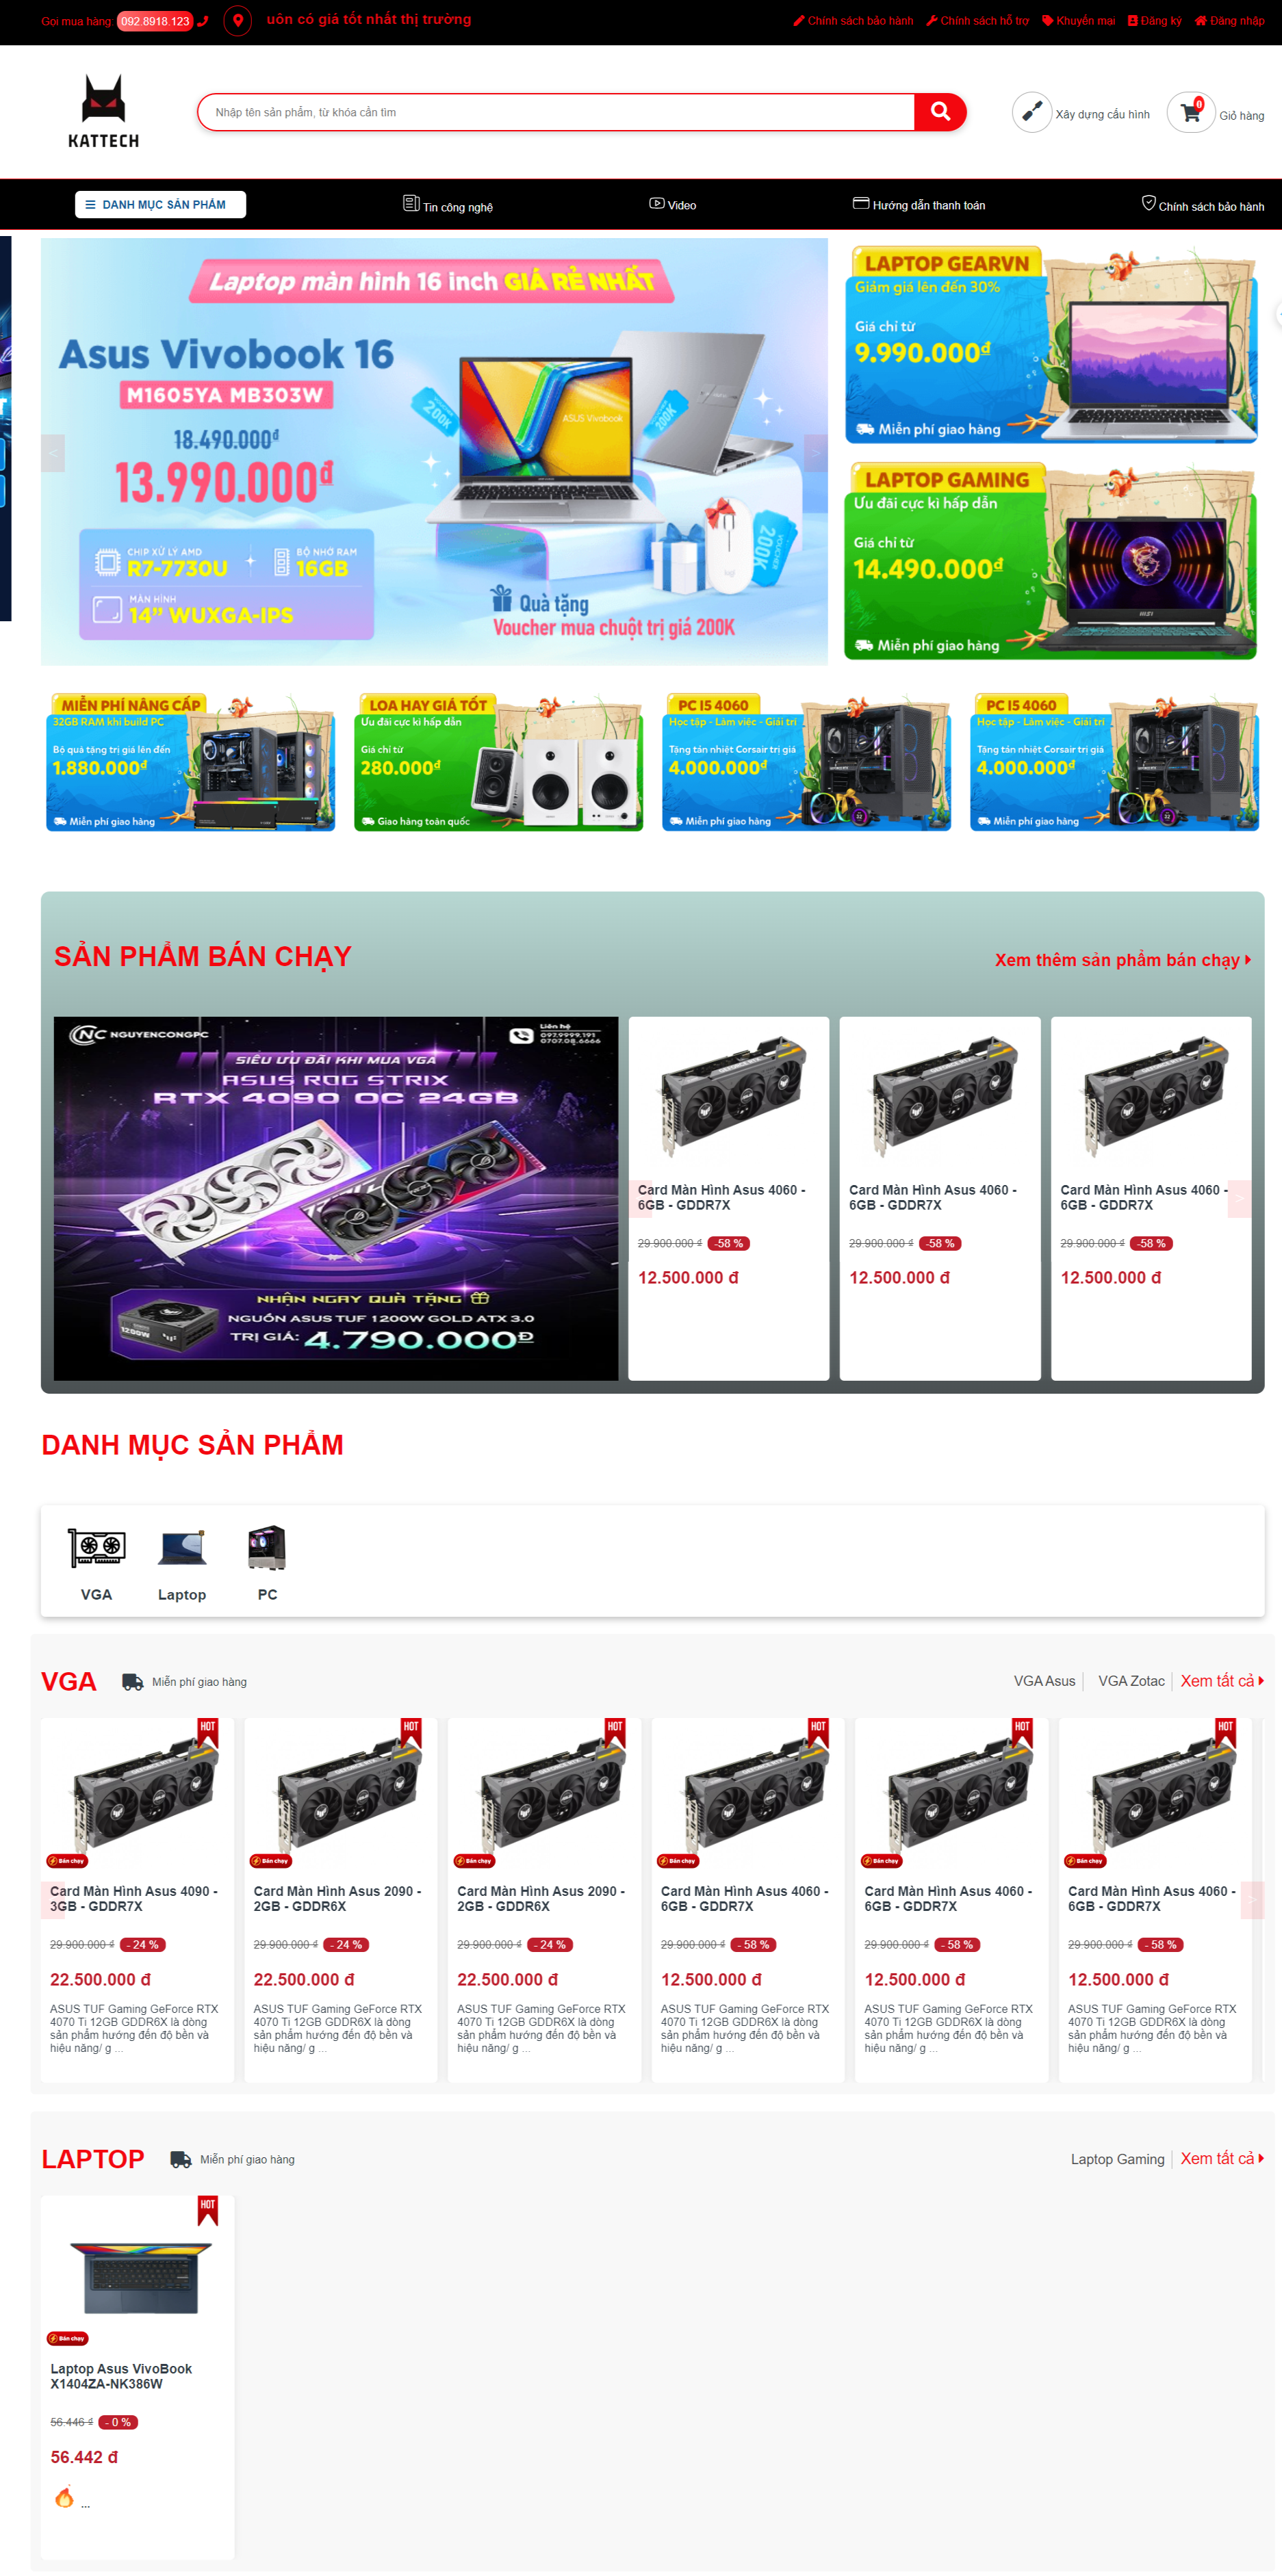 Gọi mua hàng: 092.8918.123
uôn có giá tốt nhất thị trường
Chính sách bảo hành
Chính sách hỗ trợ
Khuyến mại
Đăng ký
Đăng nhập
KATTECH
Nhập tên sản phẩm, từ khóa cần tìm
Xây dựng cấu hình
0
Giỏ hàng
DANH MỤC SẢN PHẨM
Tin công nghệ
Video
Hướng dẫn thanh toán
Chính sách bảo hành
Laptop màn hình 16 inch GIÁ RẺ NHẤT
Asus Vivobook 16
M1605YA MB303W
18.490.000đ
13.990.000đ
200K
200K
ASUS Vivobook
CHIP XỬ LÝ AMD
R7-7730U
BỘ NHỚ RAM
16GB
MÀN HÌNH
14” WUXGA-IPS
VOUCHER
200K
Quà tặng
Voucher mua chuột trị giá 200K
<
>
LAPTOP GEARVN
Giảm giá lên đến 30%
Giá chỉ từ
9.990.000đ
Miễn phí giao hàng
LAPTOP GAMING
Ưu đãi cực kì hấp dẫn
Giá chỉ từ
14.490.000đ
Miễn phí giao hàng
MIỄN PHÍ NÂNG CẤP
32GB RAM khi build PC
Bộ quà tặng trị giá lên đến
1.880.000đ
Miễn phí giao hàng
LOA HAY GIÁ TỐT
Ưu đãi cực kì hấp dẫn
Giá chỉ từ
280.000đ
Giao hàng toàn quốc
PC I5 4060
Học tập - Làm việc - Giải trí
Tặng tản nhiệt Corsair trị giá
4.000.000đ
Miễn phí giao hàng
PC I5 4060
Học tập - Làm việc - Giải trí
Tặng tản nhiệt Corsair trị giá
4.000.000đ
Miễn phí giao hàng
SẢN PHẨM BÁN CHẠY
Xem thêm sản phẩm bán chạy
NC NGUYENCONGPC
Liên hệ
097.9999.191
0707.08.6666
SIÊU ƯU ĐÃI KHI MUA VGA
ASUS ROG STRIX
RTX 4090 OC 24GB
NHẬN NGAY QUÀ TẶNG
NGUỒN ASUS TUF 1200W GOLD ATX 3.0
TRỊ GIÁ: 4.790.000Đ
1200W
Card Màn Hình Asus 4060 -
6GB - GDDR7X
29.900.000 ₫ -58 %
12.500.000 đ
Card Màn Hình Asus 4060 -
6GB - GDDR7X
29.900.000 ₫ -58 %
12.500.000 đ
Card Màn Hình Asus 4060 -
6GB - GDDR7X
29.900.000 ₫ -58 %
12.500.000 đ
>
DANH MỤC SẢN PHẨM
VGA
Laptop
PC
VGA
Miễn phí giao hàng
VGA Asus
VGA Zotac
Xem tất cả
HOT
Bán chạy
Card Màn Hình Asus 4090 -
3GB - GDDR7X
29.900.000 ₫ - 24 %
22.500.000 đ
ASUS TUF Gaming GeForce RTX
4070 Ti 12GB GDDR6X là dòng
sản phẩm hướng đến độ bền và
hiệu năng/ g ...
HOT
Bán chạy
Card Màn Hình Asus 2090 -
2GB - GDDR6X
29.900.000 ₫ - 24 %
22.500.000 đ
ASUS TUF Gaming GeForce RTX
4070 Ti 12GB GDDR6X là dòng
sản phẩm hướng đến độ bền và
hiệu năng/ g ...
HOT
Bán chạy
Card Màn Hình Asus 2090 -
2GB - GDDR6X
29.900.000 ₫ - 24 %
22.500.000 đ
ASUS TUF Gaming GeForce RTX
4070 Ti 12GB GDDR6X là dòng
sản phẩm hướng đến độ bền và
hiệu năng/ g ...
HOT
Bán chạy
Card Màn Hình Asus 4060 -
6GB - GDDR7X
29.900.000 ₫ - 58 %
12.500.000 đ
ASUS TUF Gaming GeForce RTX
4070 Ti 12GB GDDR6X là dòng
sản phẩm hướng đến độ bền và
hiệu năng/ g ...
HOT
Bán chạy
Card Màn Hình Asus 4060 -
6GB - GDDR7X
29.900.000 ₫ - 58 %
12.500.000 đ
ASUS TUF Gaming GeForce RTX
4070 Ti 12GB GDDR6X là dòng
sản phẩm hướng đến độ bền và
hiệu năng/ g ...
HOT
Bán chạy
Card Màn Hình Asus 4060 -
6GB - GDDR7X
29.900.000 ₫ - 58 %
12.500.000 đ
ASUS TUF Gaming GeForce RTX
4070 Ti 12GB GDDR6X là dòng
sản phẩm hướng đến độ bền và
hiệu năng/ g ...
>
LAPTOP
Miễn phí giao hàng
Laptop Gaming
Xem tất cả
HOT
Bán chạy
Laptop Asus VivoBook
X1404ZA-NK386W
56.446 ₫ - 0 %
56.442 đ
...